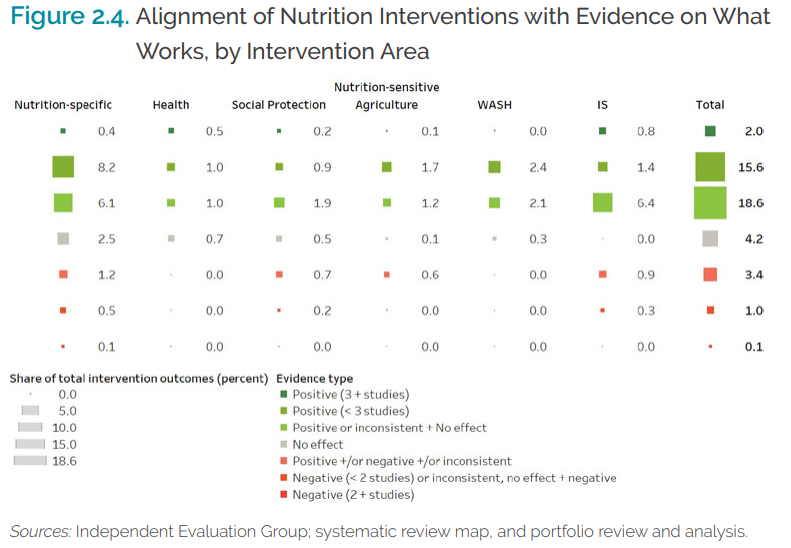 Figure 2.4. Alignment of Nutrition Interventions with Evidence on What
Works, by Intervention Area
Nutrition-specific Health Social Protection Nutrition-sensitive Agriculture WASH IS Total
0.4 0.5 0.2 0.1 0.0 0.8 2.0
8.2 1.0 0.9 1.7 2.4 1.4 15.6
6.1 1.0 1.9 1.2 2.1 6.4 18.6
2.5 0.7 0.5 0.1 0.3 0.0 4.2
1.2 0.0 0.7 0.6 0.0 0.9 3.4
0.5 0.0 0.2 0.0 0.0 0.3 1.0
0.1 0.0 0.0 0.0 0.0 0.0 0.1
Share of total intervention outcomes (percent)
0.0
5.0
10.0
15.0
18.6
Evidence type
Positive (3 + studies)
Positive (< 3 studies)
Positive or inconsistent + No effect
No effect
Positive +/or negative +/or inconsistent
Negative (< 2 studies) or inconsistent, no effect + negative
Negative (2 + studies)
Sources: Independent Evaluation Group; systematic review map, and portfolio review and analysis.